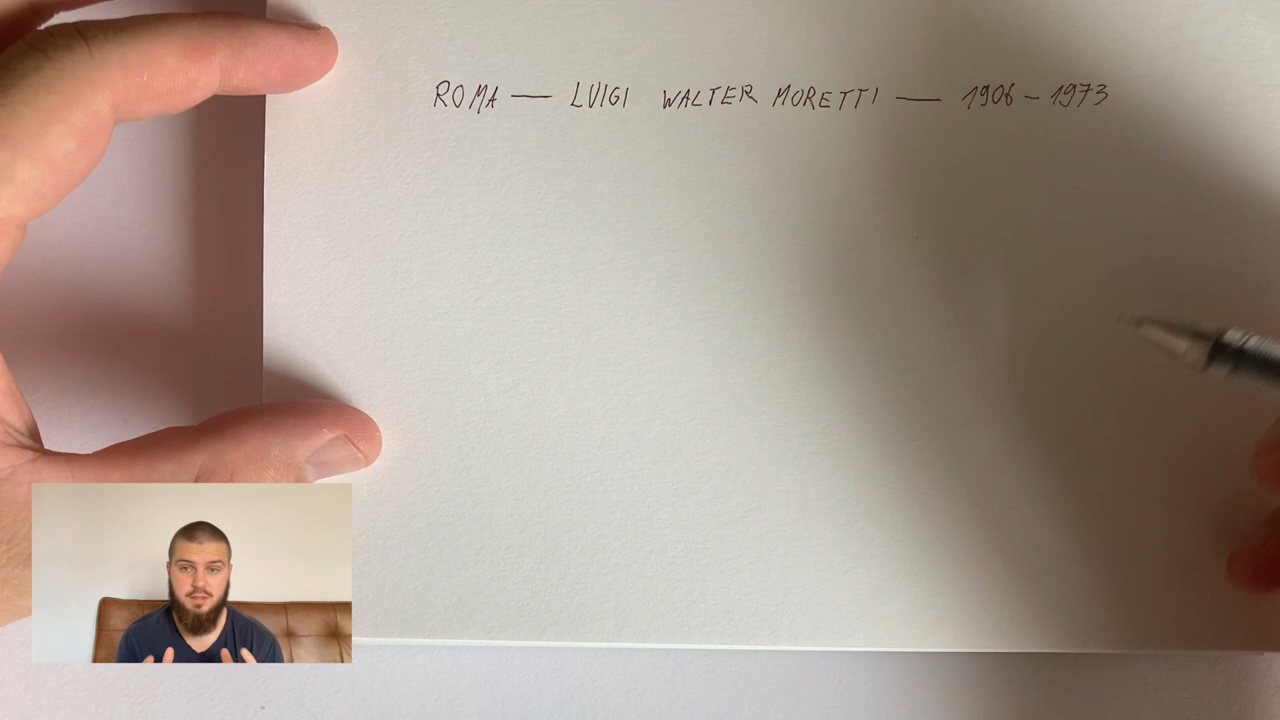 ROMA — LUIGI WALTER MORETTI — 1906 – 1973